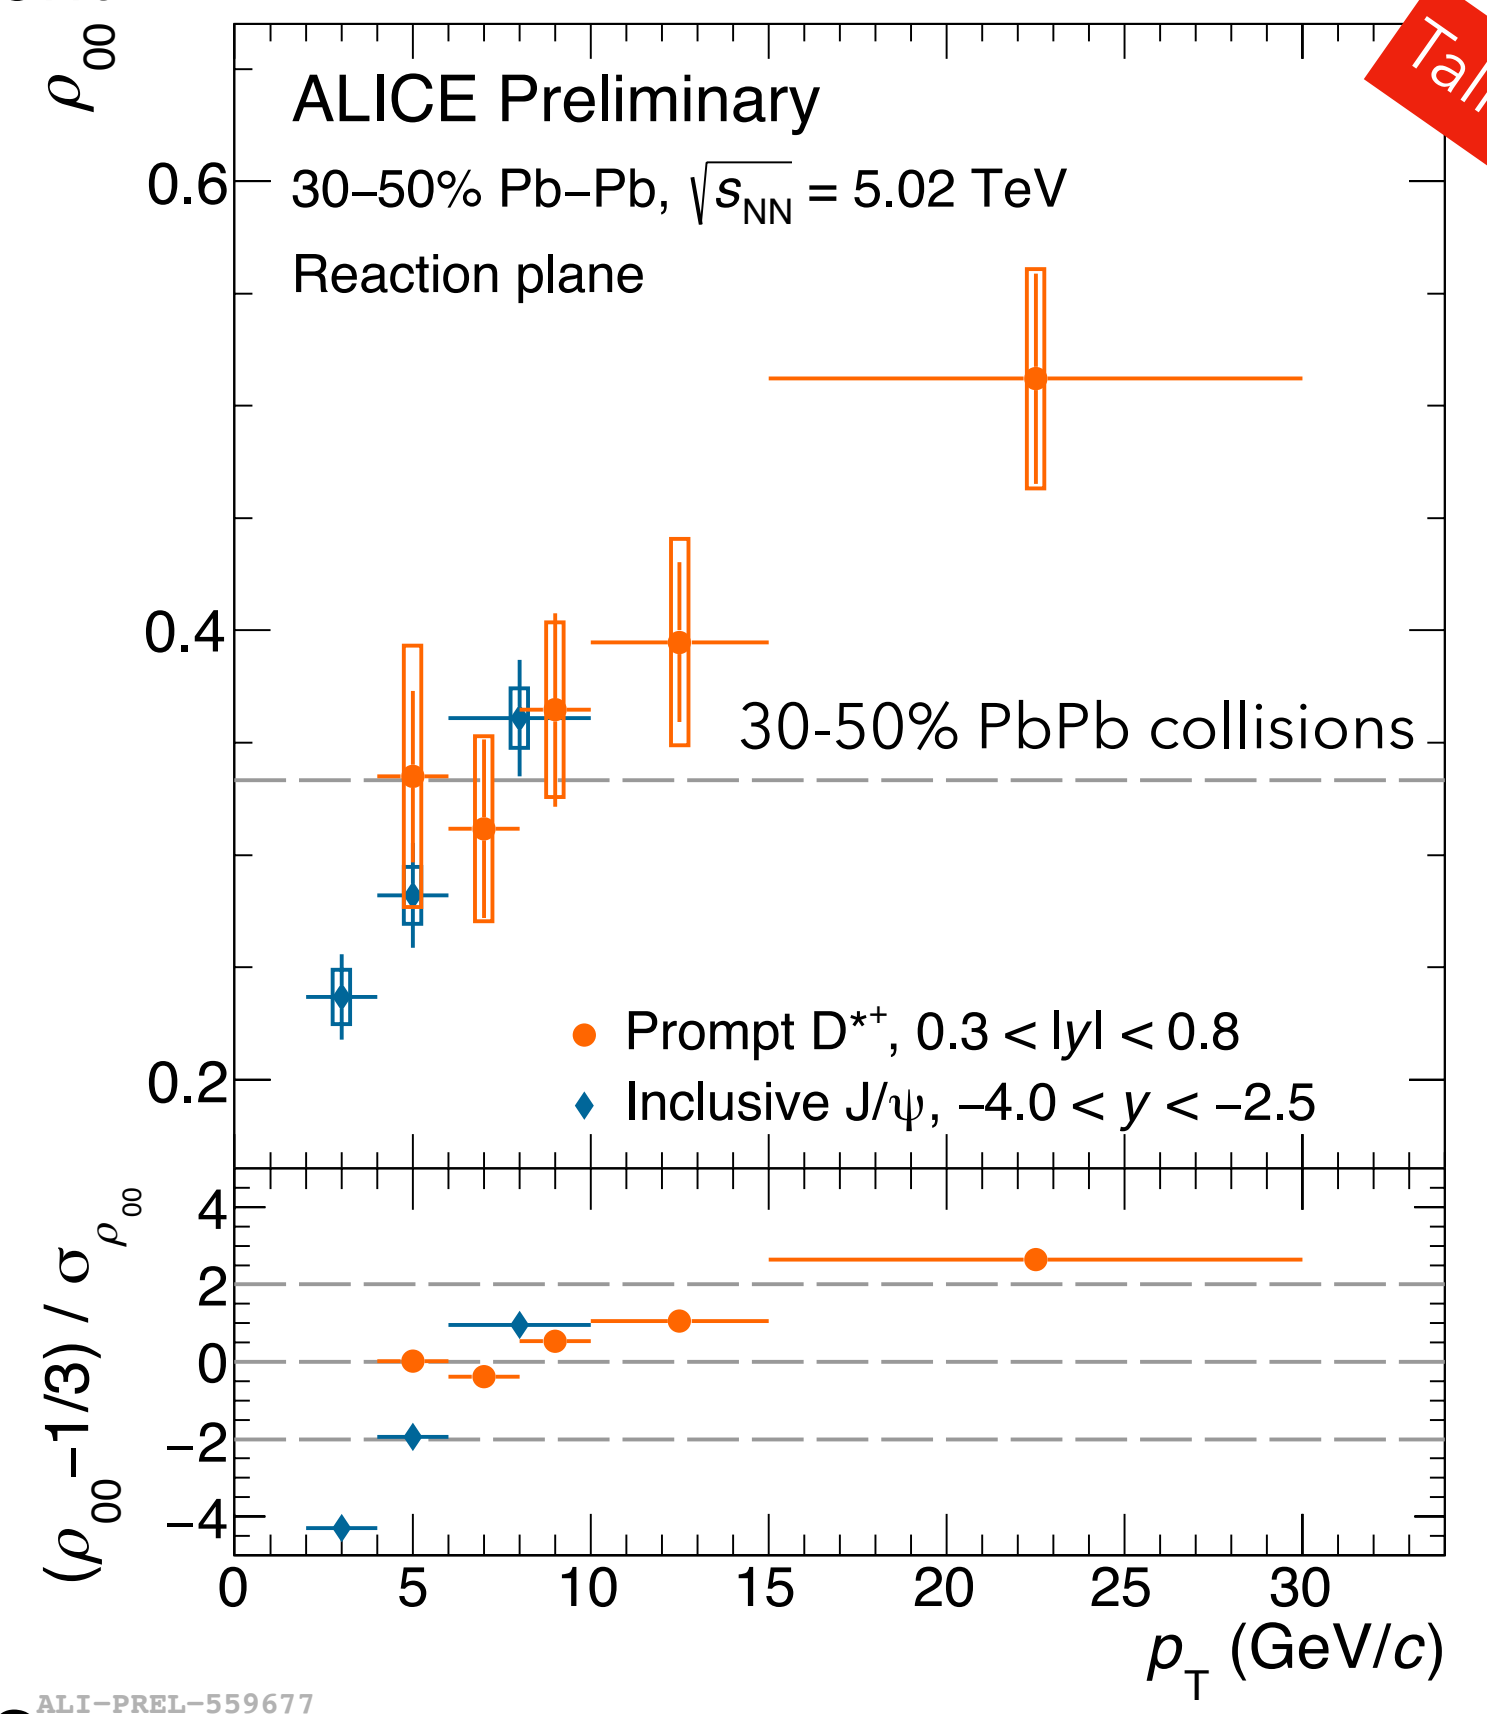 ρ00
ALICE Preliminary
30–50% Pb–Pb, √sNN = 5.02 TeV
Reaction plane
0.6
0.4
0.2
30-50% PbPb collisions
Prompt D*+, 0.3 < |y| < 0.8
Inclusive J/ψ, –4.0 < y < –2.5
(ρ00–1/3) / σρ00
4
2
0
−2
−4
0 5 10 15 20 25 30
pT (GeV/c)
ALI-PREL-559677